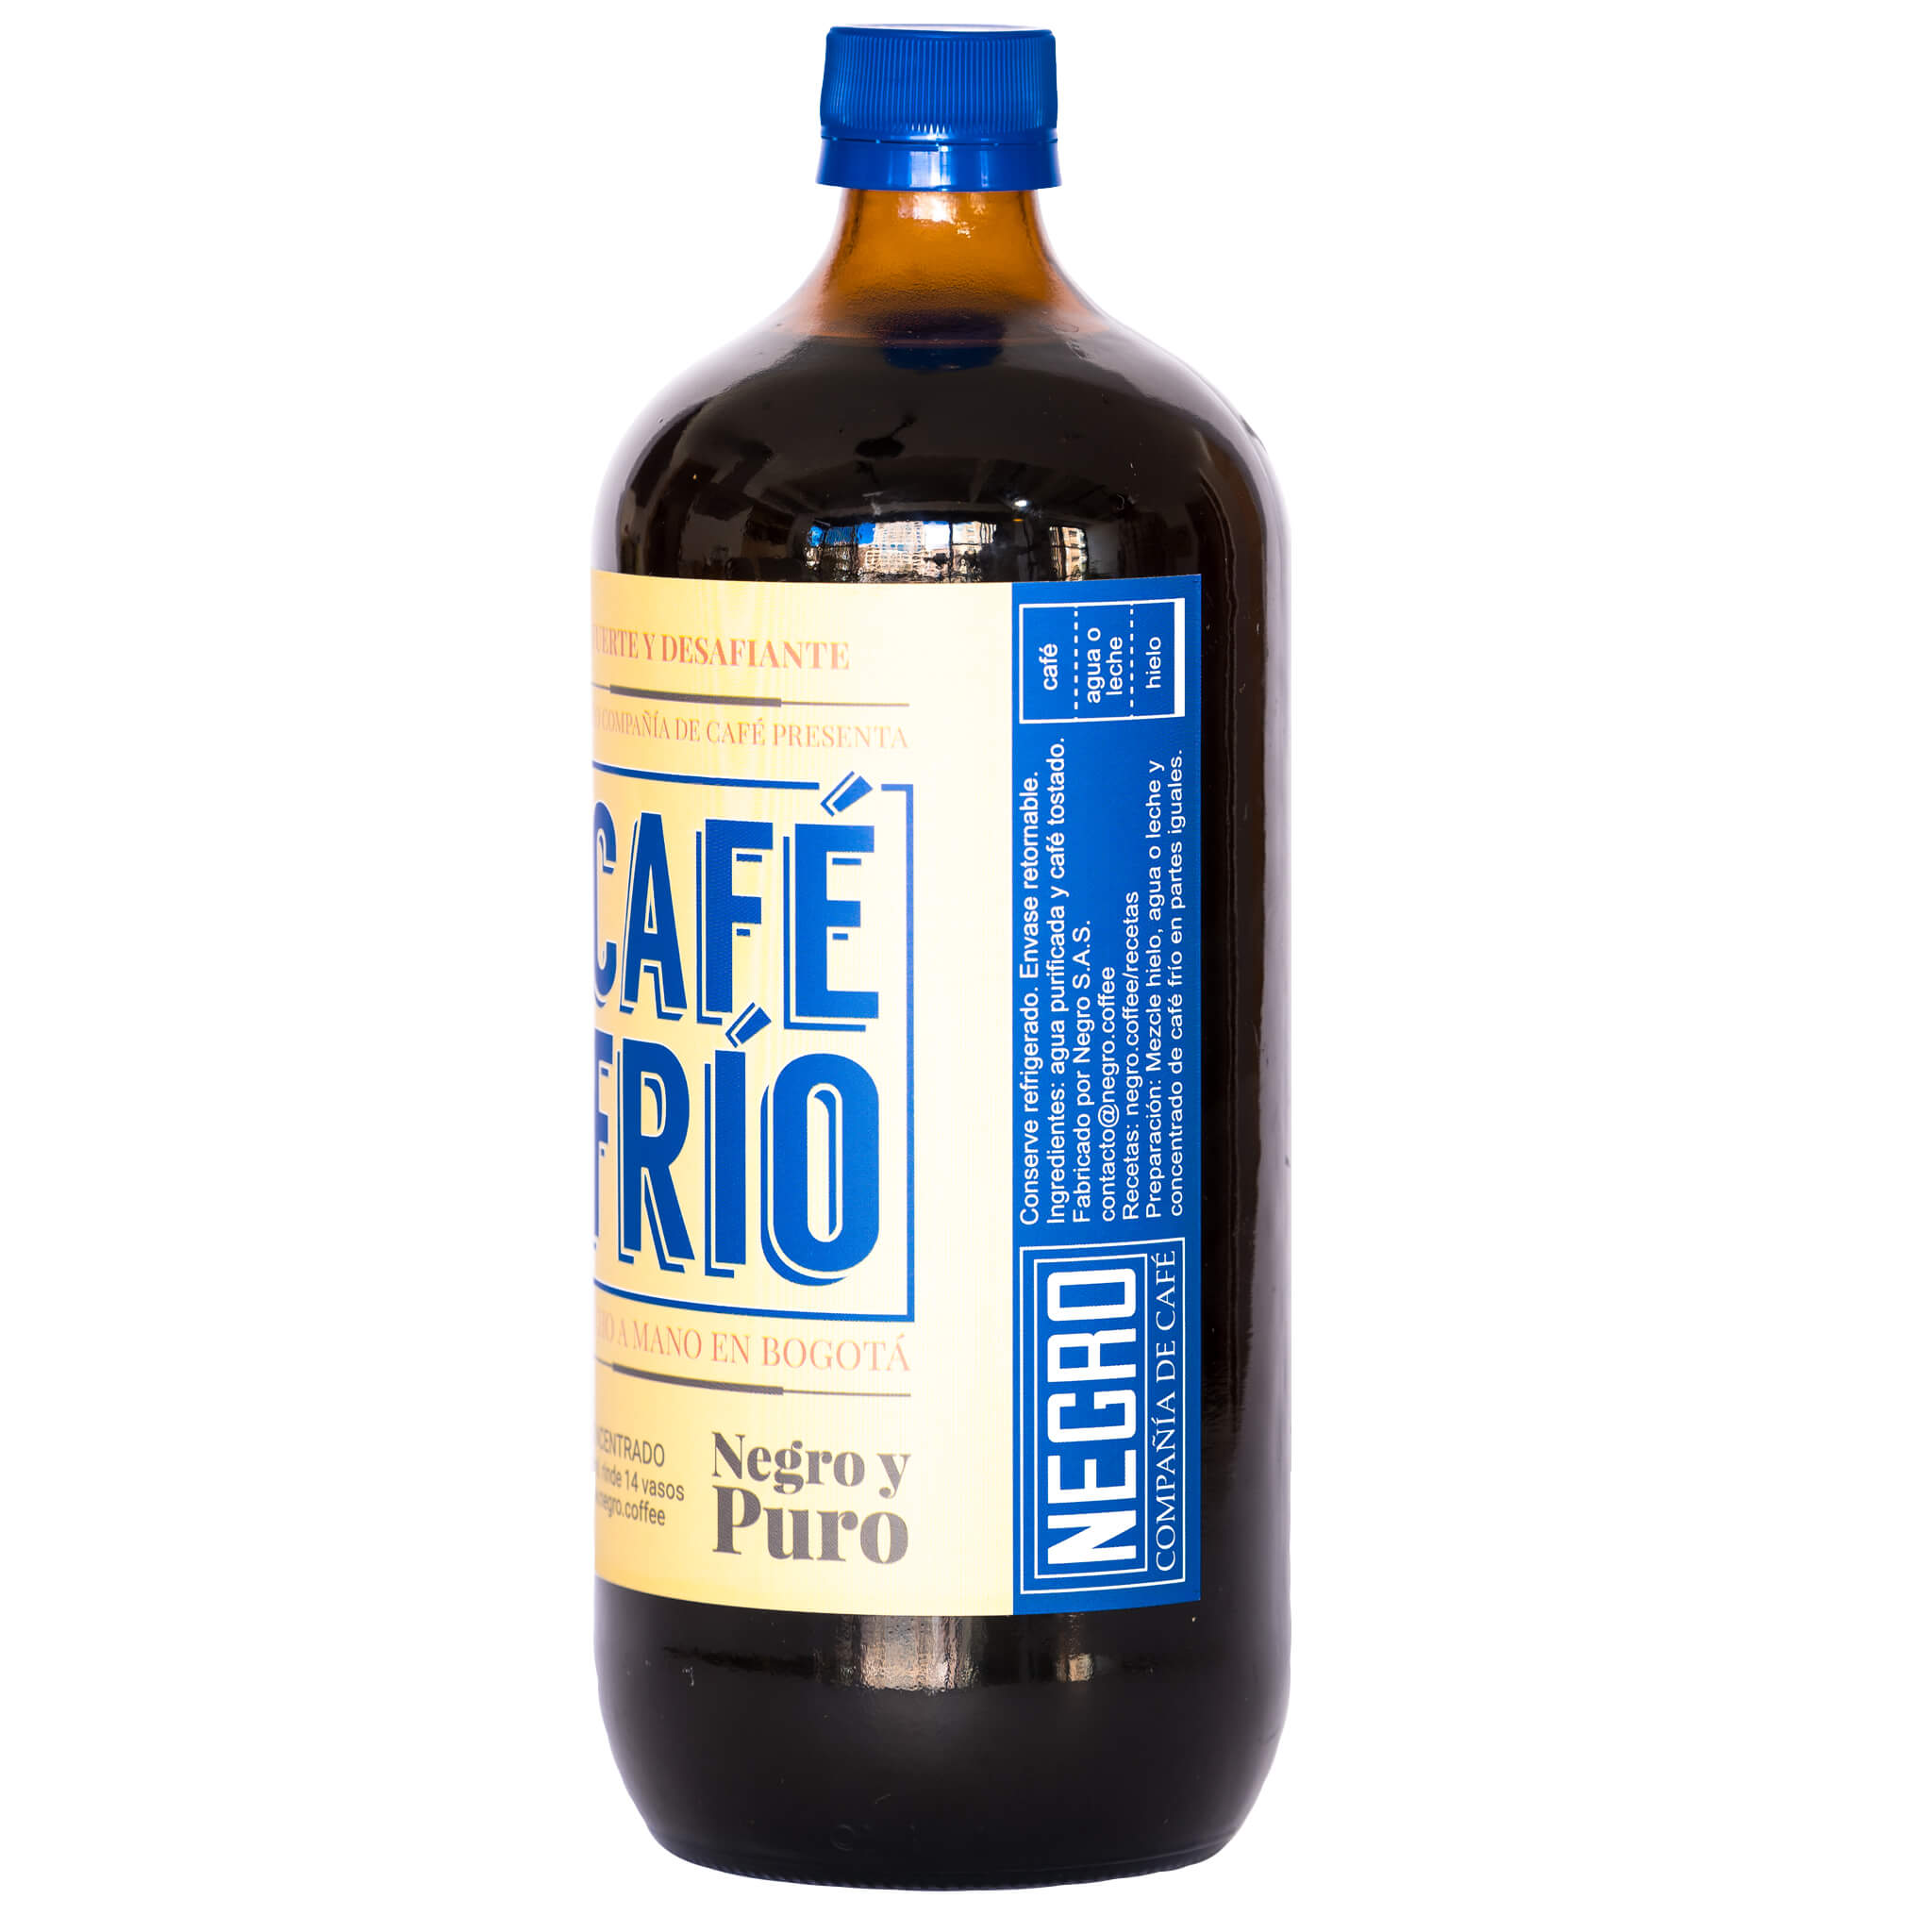 Y DESAFIANTE
COMPAÑÍA DE CAFÉ PRESENTA
CAFÉ
FRÍO
A MANO EN BOGOTÁ
rinde 14 vasos
negro.coffee
Negro y
Puro
café
agua o
leche
hielo
Conserve refrigerado. Envase retornable.
Ingredientes: agua purificada y café tostado.
Fabricado por Negro S.A.S.
contacto@negro.coffee
Recetas: negro.coffee/recetas
Preparación: Mezcle hielo, agua o leche y
concentrado de café frío en partes iguales.
NEGRO
COMPAÑÍA DE CAFÉ